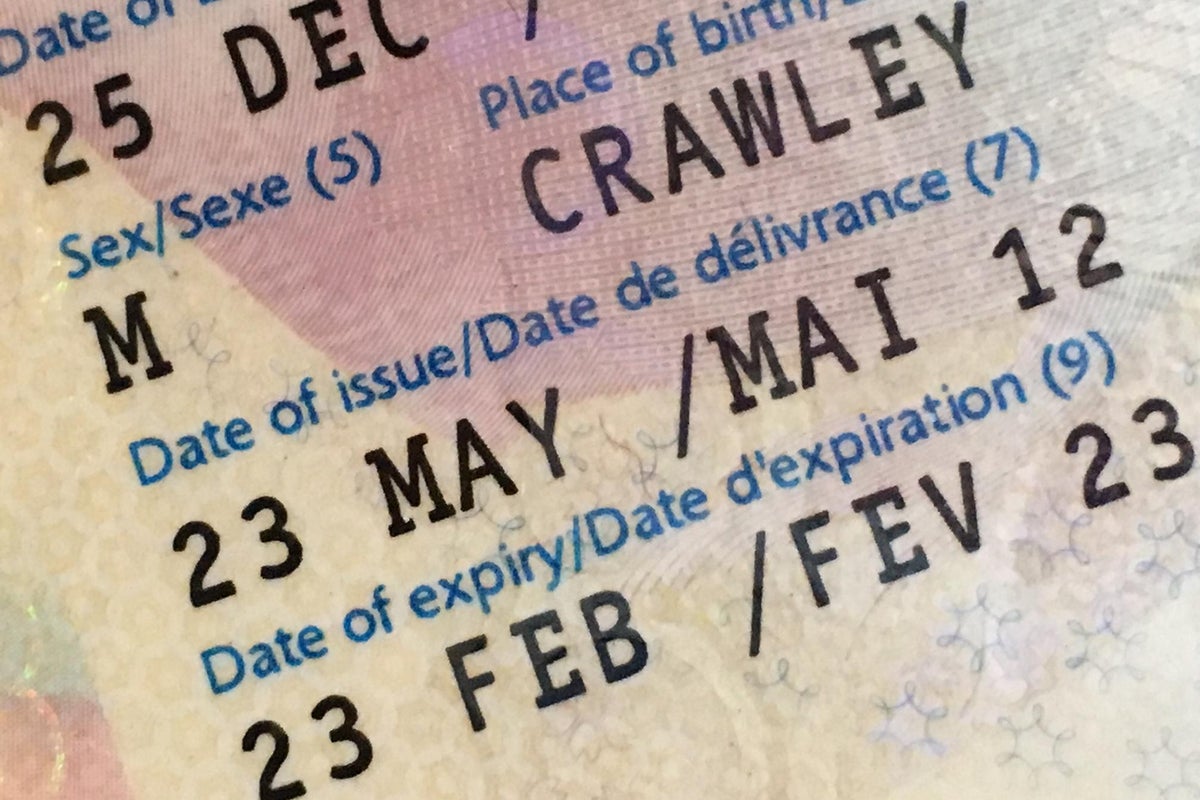 Date of
25 DEC /
Place of birth/
CRAWLEY
Sex/Sexe (5)
M
Date of issue/Date de délivrance (7)
23 MAY /MAI 12
Date of expiry/Date d'expiration (9)
23 FEB /FEV 23